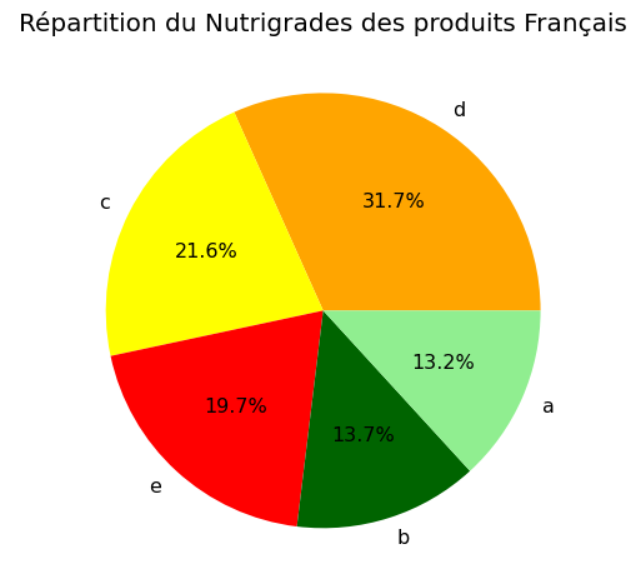 Répartition du Nutrigrades des produits Français
d
31.7%
c
21.6%
13.2%
19.7%
a
13.7%
e
b